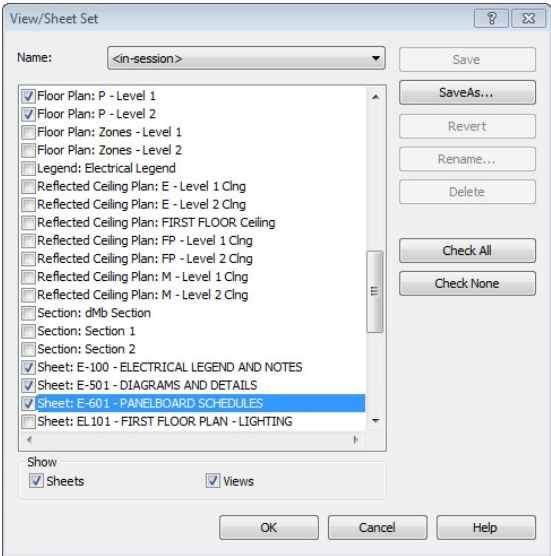 View/Sheet Set
Name: <in-session>
Save
SaveAs...
Revert
Rename...
Delete
Check All
Check None
Floor Plan: P - Level 1
Floor Plan: P - Level 2
Floor Plan: Zones - Level 1
Floor Plan: Zones - Level 2
Legend: Electrical Legend
Reflected Ceiling Plan: E - Level 1 Clng
Reflected Ceiling Plan: E - Level 2 Clng
Reflected Ceiling Plan: FIRST FLOOR Ceiling
Reflected Ceiling Plan: FP - Level 1 Clng
Reflected Ceiling Plan: FP - Level 2 Clng
Reflected Ceiling Plan: M - Level 1 Clng
Reflected Ceiling Plan: M - Level 2 Clng
Section: dMb Section
Section: Section 1
Section: Section 2
Sheet: E-100 - ELECTRICAL LEGEND AND NOTES
Sheet: E-501 - DIAGRAMS AND DETAILS
Sheet: E-601 - PANELBOARD SCHEDULES
Sheet: EL101 - FIRST FLOOR PLAN - LIGHTING
Show
Sheets Views
OK Cancel Help